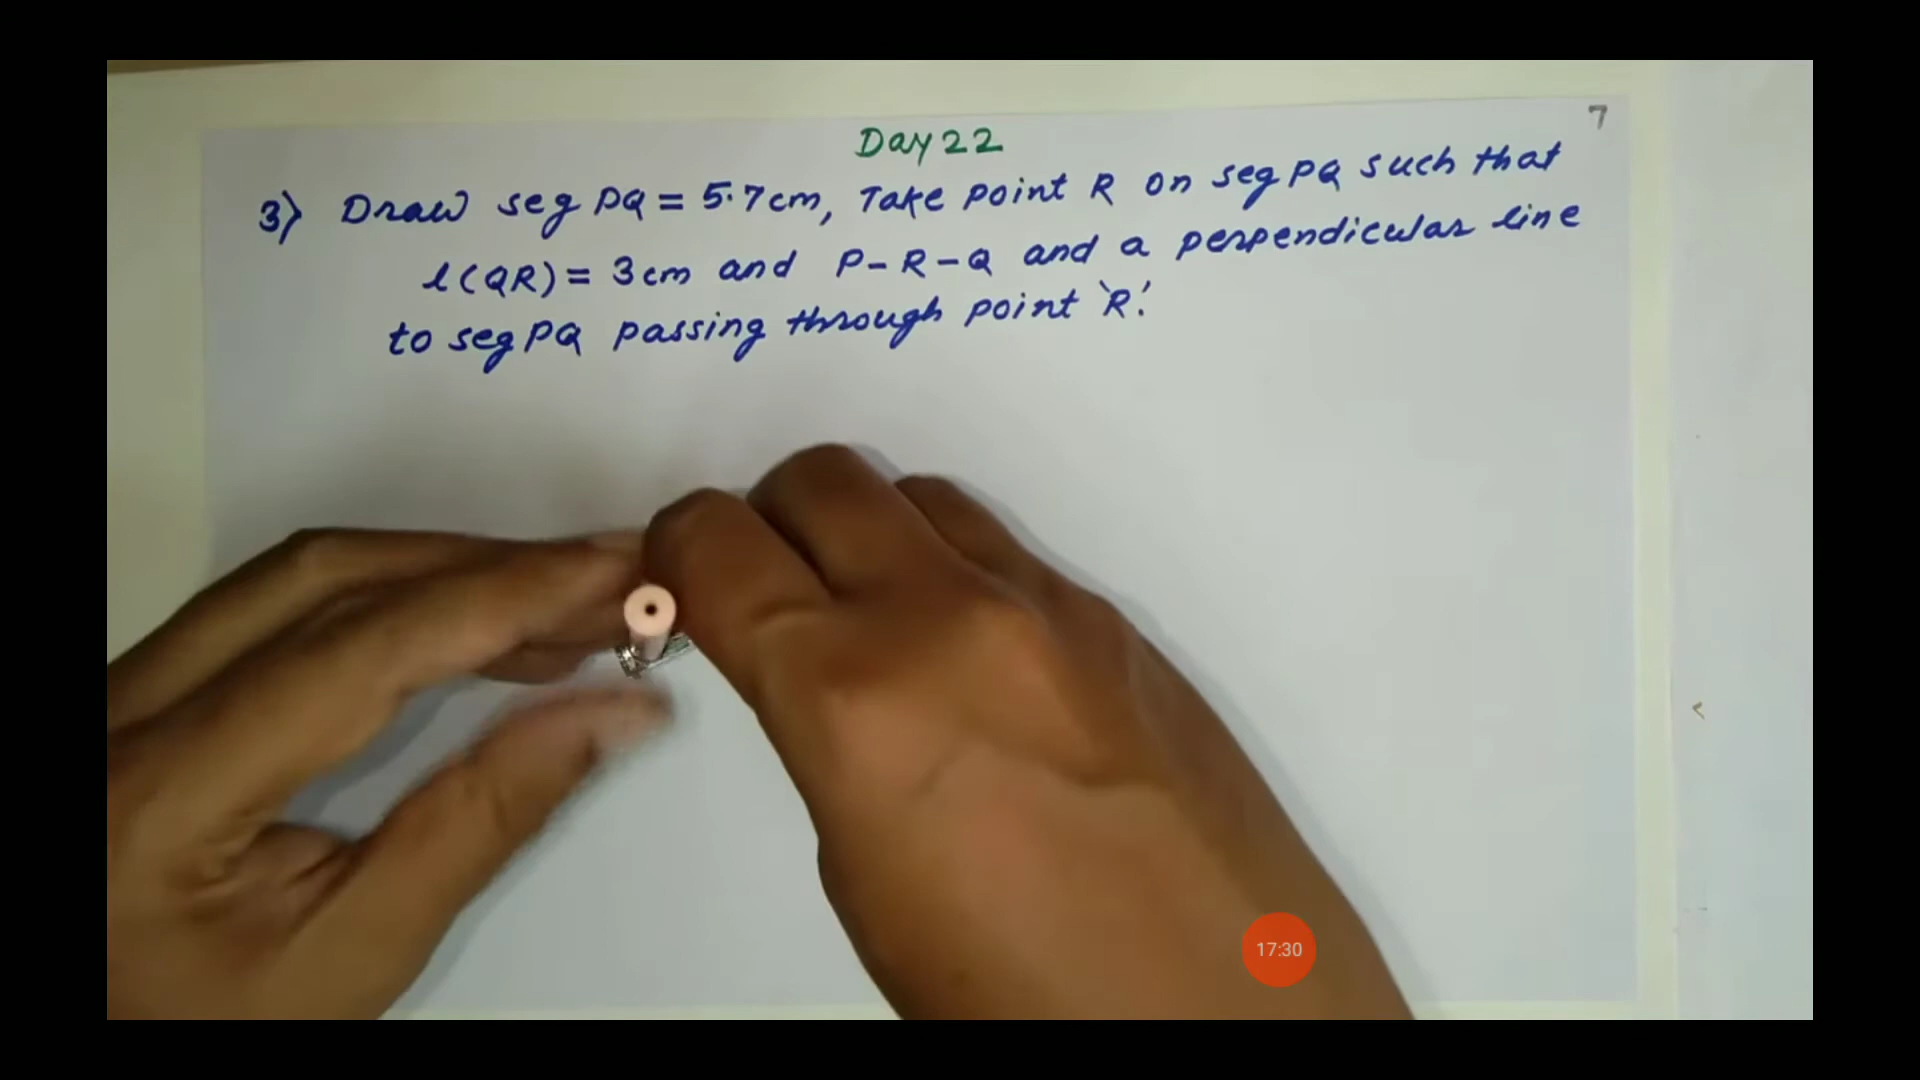 7
Day 22
3) Draw seg PQ = 5.7cm, Take point R on seg PQ such that
l(QR) = 3cm and P-R-Q and a perpendicular line
to seg PQ passing through point 'R'.
17:30